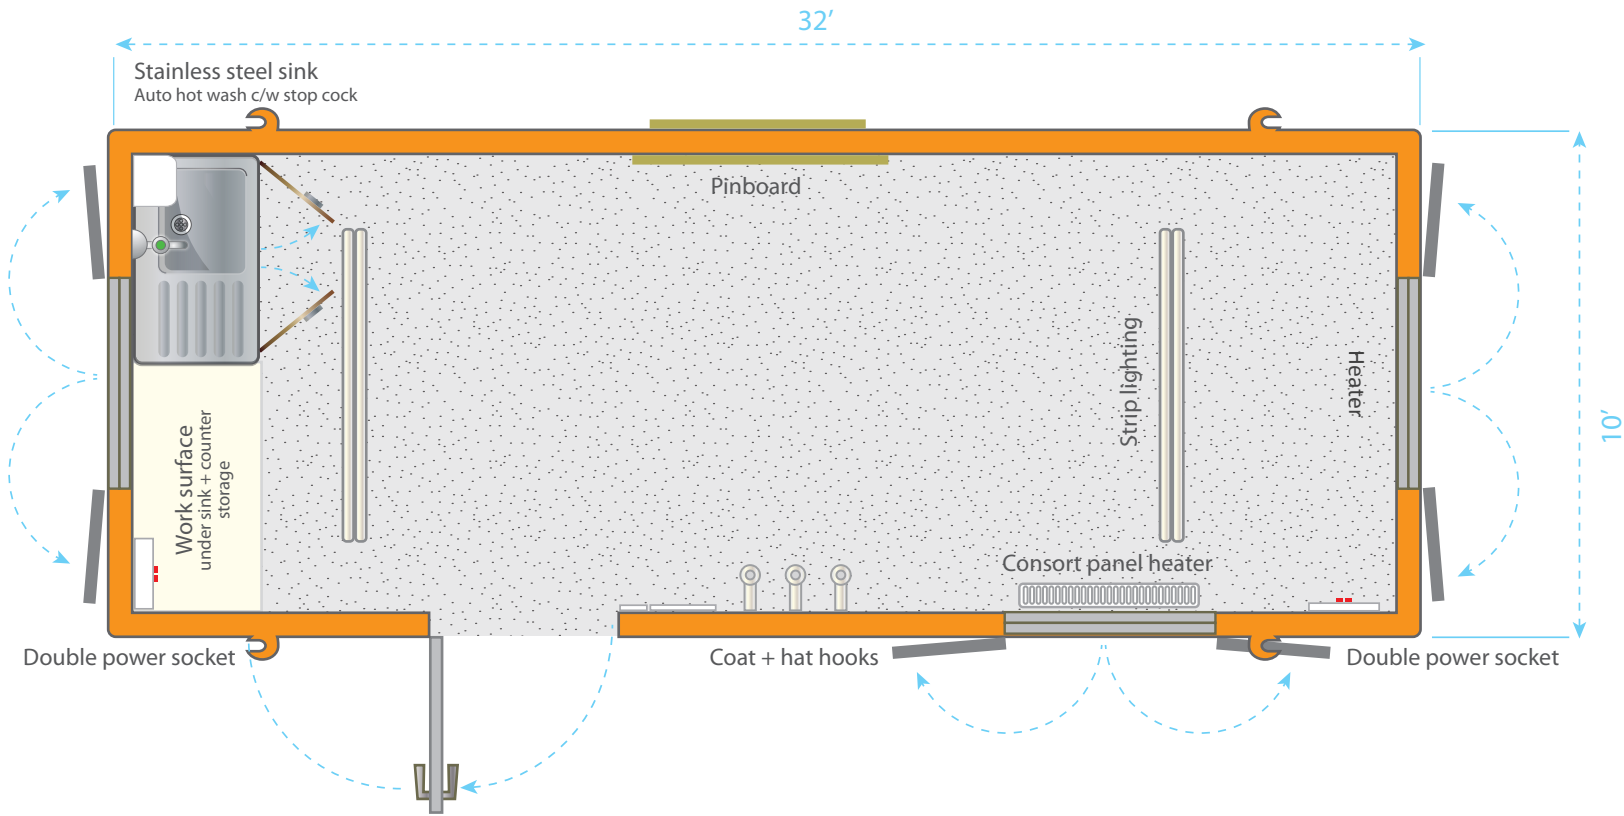 32’
Stainless steel sink
Auto hot wash c/w stop cock
Pinboard
Strip lighting
Heater
10’
Work surface
under sink + counter
storage
Consort panel heater
Double power socket
Coat + hat hooks
Double power socket